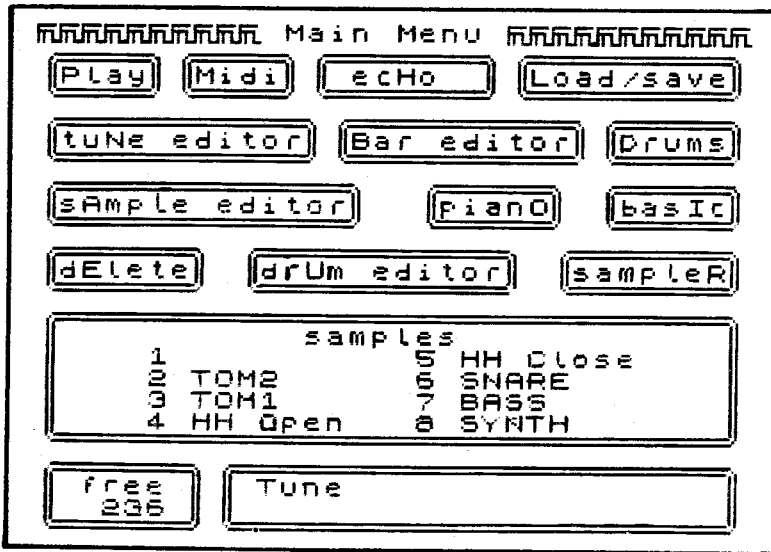 Main Menu
Play Midi ecHo Load/save
tuNe editor Bar editor Drums
sAmple editor pianO basIc
dElete drUm editor sampleR
samples
1 5 HH Close
2 TOM2 6 SNARE
3 TOM1 7 BASS
4 HH Open 8 SYNTH
free Tune
236